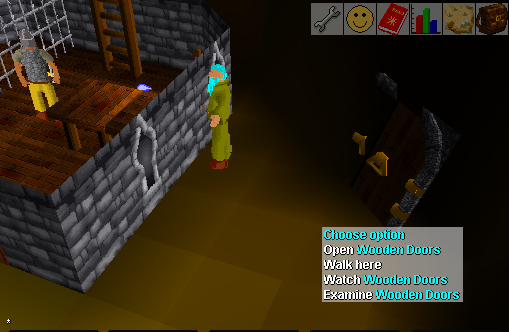 Choose option
Open Wooden Doors
Walk here
Watch Wooden Doors
Examine Wooden Doors
*